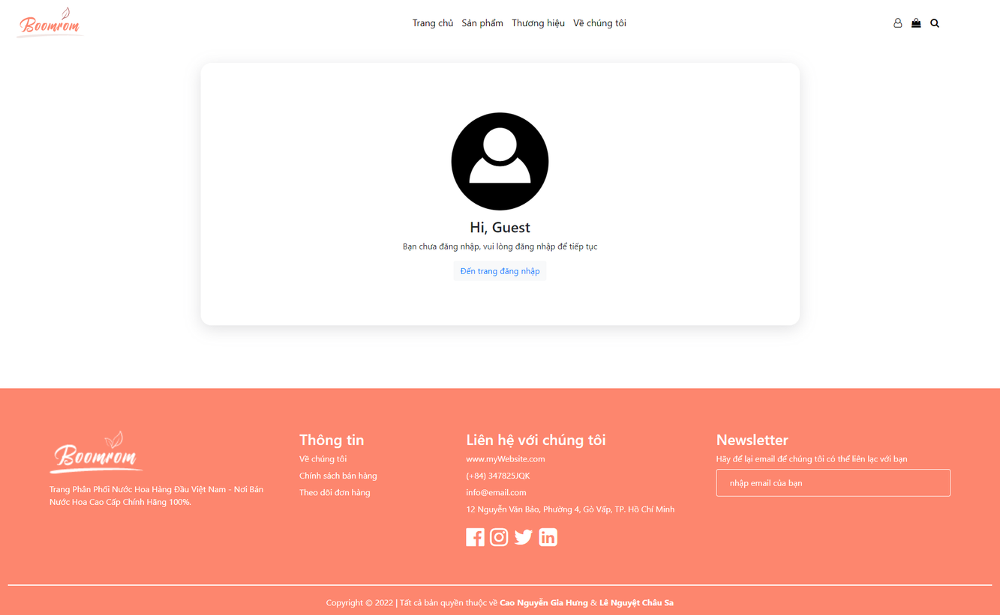 Boomrom
Trang chủ Sản phẩm Thương hiệu Về chúng tôi
Hi, Guest
Bạn chưa đăng nhập, vui lòng đăng nhập để tiếp tục
Đến trang đăng nhập
Boomrom
Trang Phân Phối Nước Hoa Hàng Đầu Việt Nam - Nơi Bán
Nước Hoa Cao Cấp Chính Hãng 100%.
Thông tin
Về chúng tôi
Chính sách bán hàng
Theo dõi đơn hàng
Liên hệ với chúng tôi
www.myWebsite.com
(+84) 347825JQK
info@email.com
12 Nguyễn Văn Bảo, Phường 4, Gò Vấp, TP. Hồ Chí Minh
Newsletter
Hãy để lại email để chúng tôi có thể liên lạc với bạn
nhập email của bạn
Copyright © 2022 | Tất cả bản quyền thuộc về Cao Nguyễn Gia Hưng & Lê Nguyệt Châu Sa